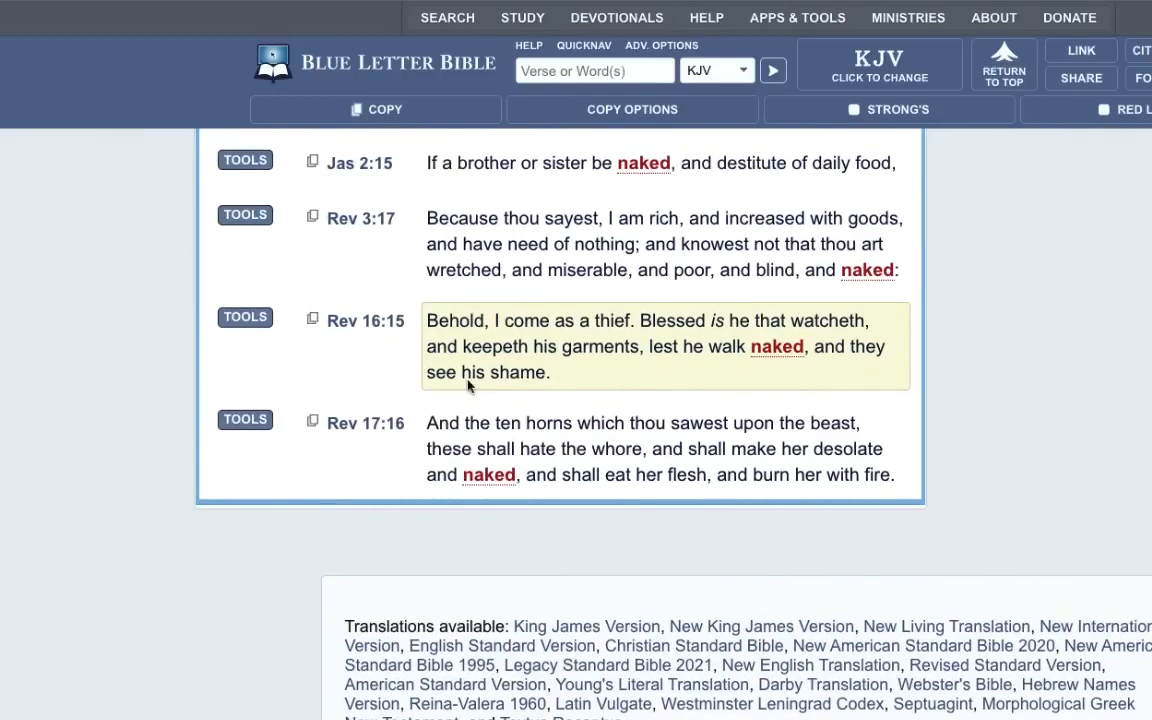 SEARCH STUDY DEVOTIONALS HELP APPS & TOOLS MINISTRIES ABOUT DONATE
BLUE LETTER BIBLE
HELP QUICKNAV ADV. OPTIONS
Verse or Word(s) KJV
KJV
CLICK TO CHANGE
RETURN
TO TOP
LINK
SHARE
COPY COPY OPTIONS STRONG'S RED
TOOLS Jas 2:15 If a brother or sister be naked, and destitute of daily food,
TOOLS Rev 3:17 Because thou sayest, I am rich, and increased with goods,
and have need of nothing; and knowest not that thou art
wretched, and miserable, and poor, and blind, and naked:
TOOLS Rev 16:15 Behold, I come as a thief. Blessed is he that watcheth,
and keepeth his garments, lest he walk naked, and they
see his shame.
TOOLS Rev 17:16 And the ten horns which thou sawest upon the beast,
these shall hate the whore, and shall make her desolate
and naked, and shall eat her flesh, and burn her with fire.
Translations available: King James Version, New King James Version, New Living Translation, New
Version, English Standard Version, Christian Standard Bible, New American Standard Bible 2020, New
Standard Bible 1995, Legacy Standard Bible 2021, New English Translation, Revised Standard Version,
American Standard Version, Young's Literal Translation, Darby Translation, Webster's Bible, Hebrew Names
Version, Reina-Valera 1960, Latin Vulgate, Westminster Leningrad Codex, Septuagint, Morphological Greek